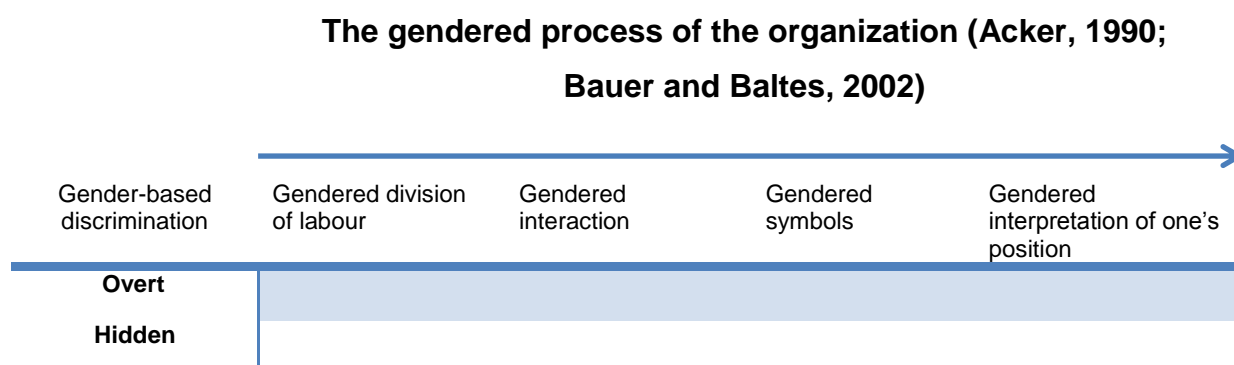 The gendered process of the organization (Acker, 1990;
Bauer and Baltes, 2002)
Gender-based
discrimination
Gendered division
of labour
Gendered
interaction
Gendered
symbols
Gendered
interpretation of one's
position
Overt
Hidden